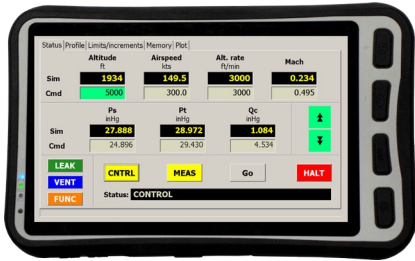 Status Profile Limits/increments Memory Plot
Altitude Airspeed Alt. rate Mach
ft kts ft/min
Sim 1934 149.5 3000 0.234
Cmd 5000 300.0 3000 0.495
Ps Pt Qc
inHg inHg inHg
Sim 27.888 28.972 1.084
Cmd 24.896 29.430 4.534
LEAK
VENT
FUNC
CNTRL MEAS Go HALT
Status: CONTROL